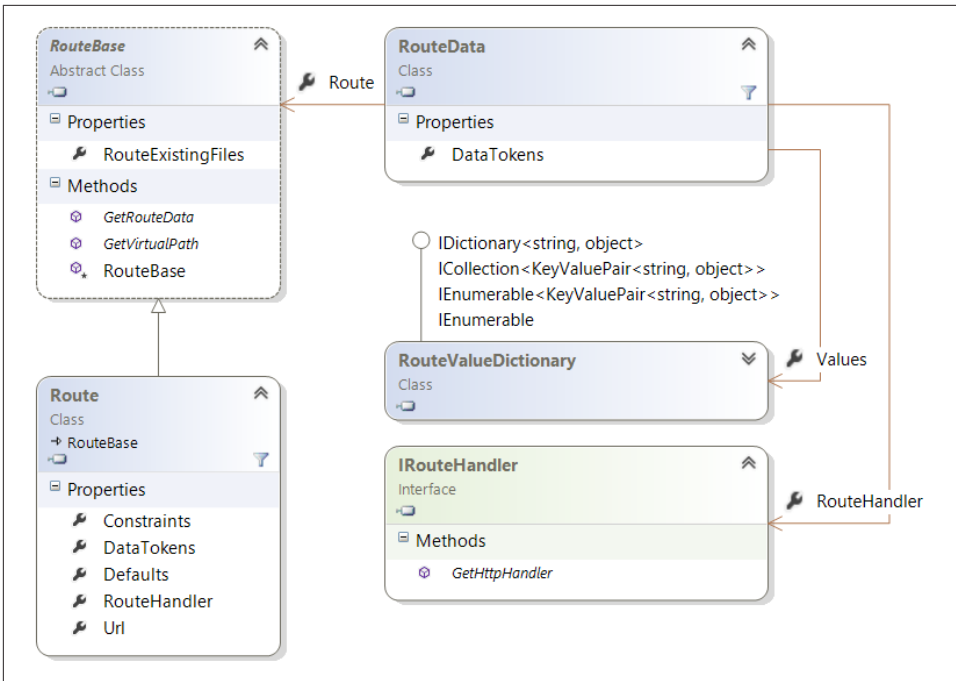 RouteBase
Abstract Class
Properties
RouteExistingFiles
Methods
GetRouteData
GetVirtualPath
RouteBase
Route
RouteData
Class
Properties
DataTokens
IDictionary<string, object>
ICollection<KeyValuePair<string, object>>
IEnumerable<KeyValuePair<string, object>>
IEnumerable
RouteValueDictionary
Class
Values
Route
Class
RouteBase
Properties
Constraints
DataTokens
Defaults
RouteHandler
Url
IRouteHandler
Interface
Methods
GetHttpHandler
RouteHandler